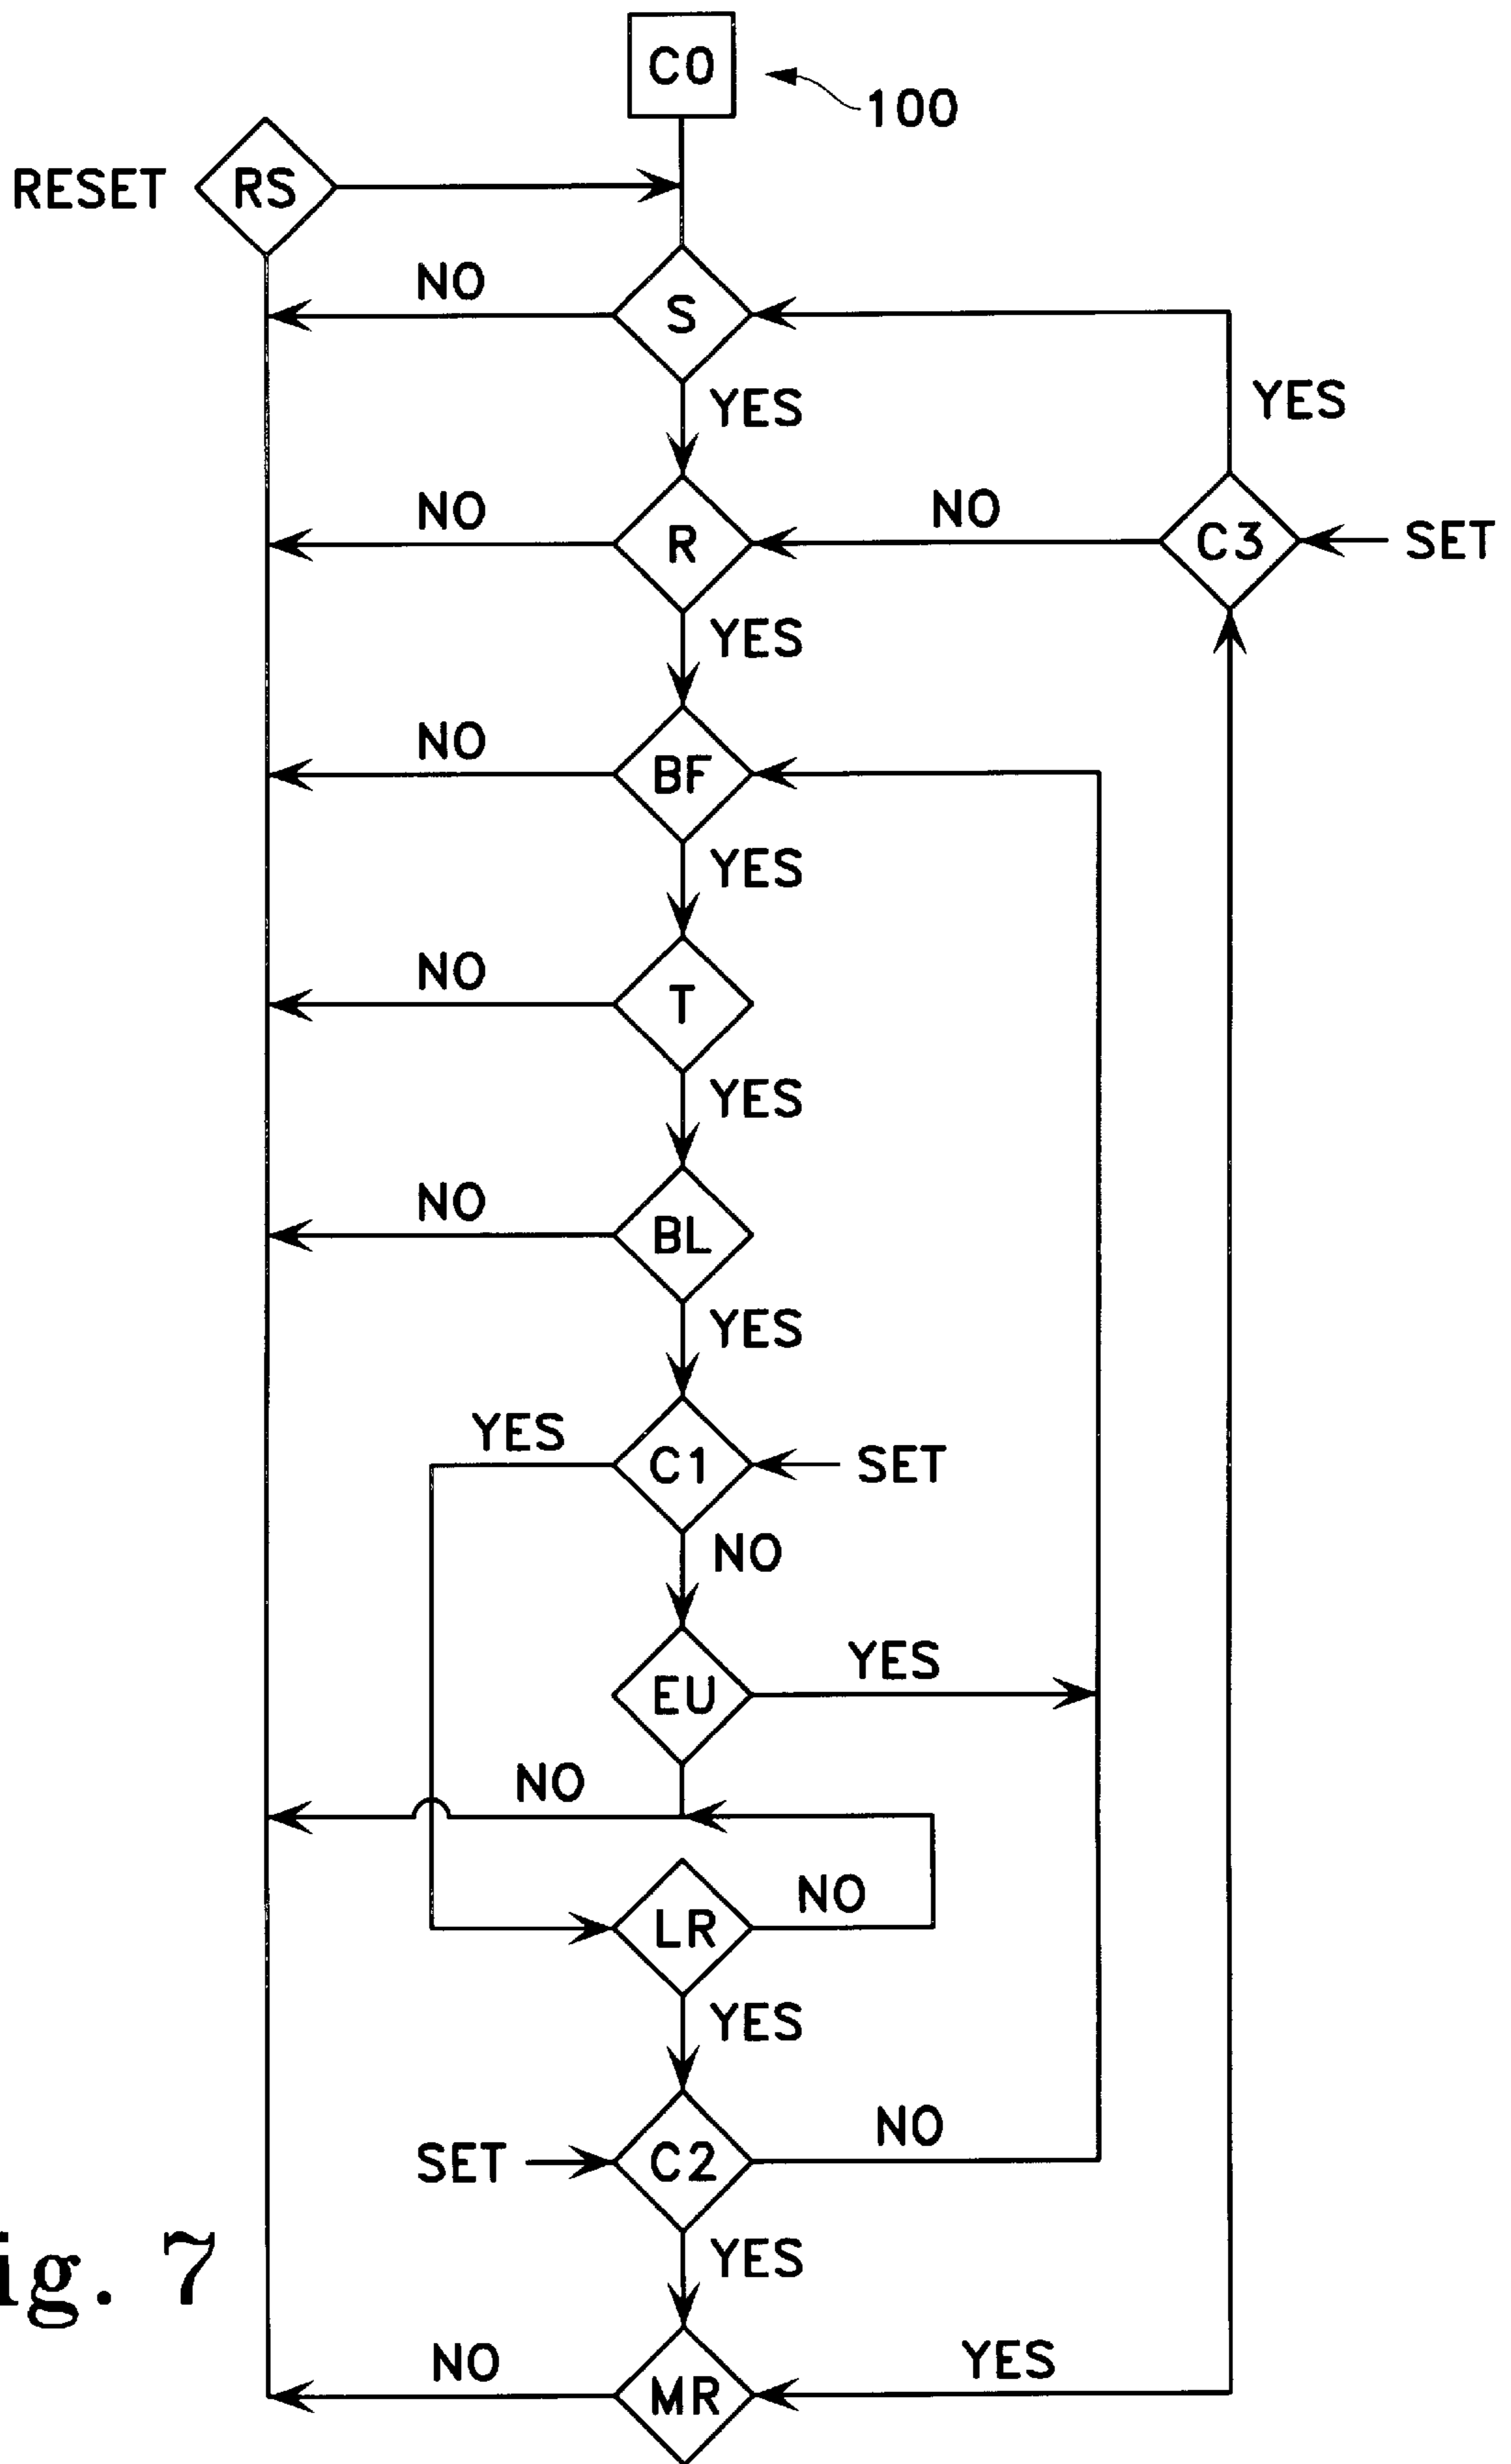 C0
100
RESET
RS
NO
S
YES
YES
NO
R
NO
C3
SET
YES
NO
BF
YES
NO
T
YES
NO
BL
YES
YES
C1
SET
NO
EU
YES
NO
LR
NO
YES
SET
C2
NO
YES
ig. 7
NO
MR
YES